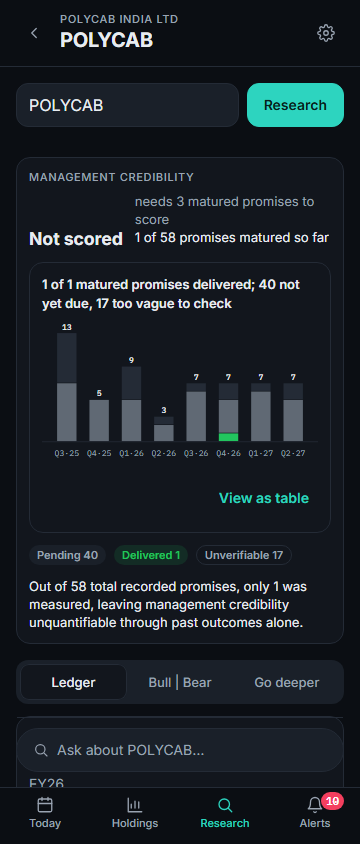 POLYCAB INDIA LTD
POLYCAB
POLYCAB
Research
MANAGEMENT CREDIBILITY
needs 3 matured promises to
score
Not scored
1 of 58 promises matured so far
1 of 1 matured promises delivered; 40 not
yet due, 17 too vague to check
13 5 9 3 7 7 7 7
Q3·25 Q4·25 Q1·26 Q2·26 Q3·26 Q4·26 Q1·27 Q2·27
View as table
Pending 40 Delivered 1 Unverifiable 17
Out of 58 total recorded promises, only 1 was
measured, leaving management credibility
unquantifiable through past outcomes alone.
Ledger Bull | Bear Go deeper
Ask about POLYCAB...
FY26
10
Today Holdings Research Alerts